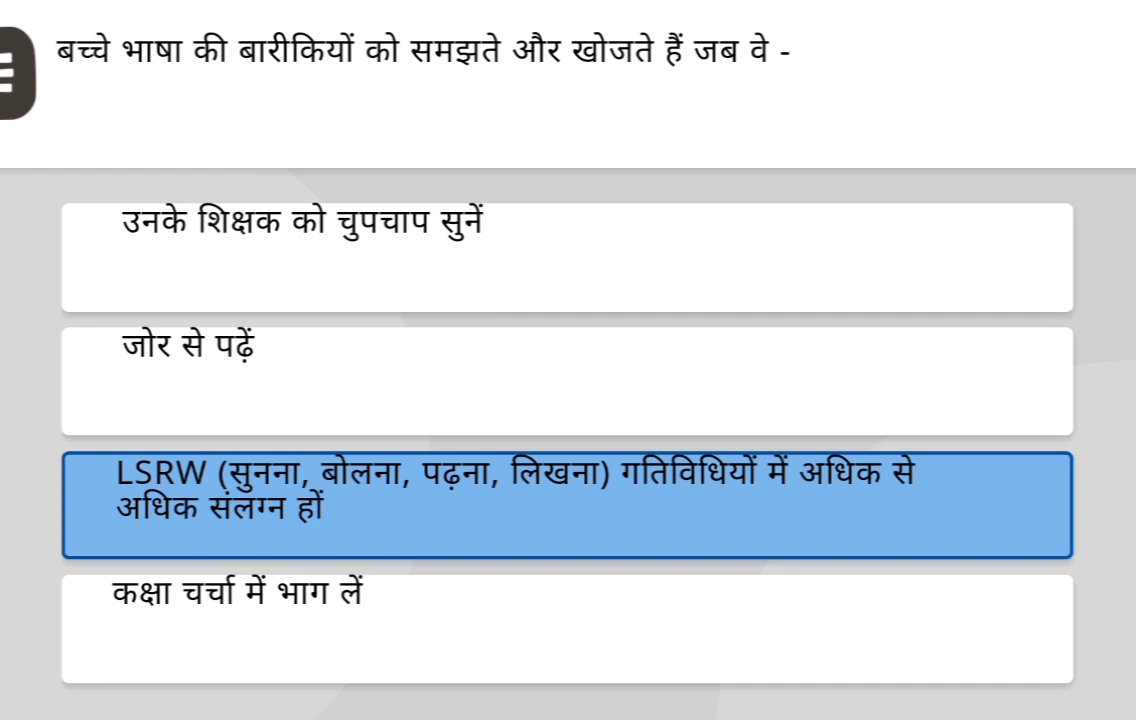 बच्चे भाषा की बारीकियों को समझते और खोजते हैं जब वे -
उनके शिक्षक को चुपचाप सुनें
जोर से पढ़ें
LSRW (सुनना, बोलना, पढ़ना, लिखना) गतिविधियों में अधिक से
अधिक संलग्न हों
कक्षा चर्चा में भाग लें